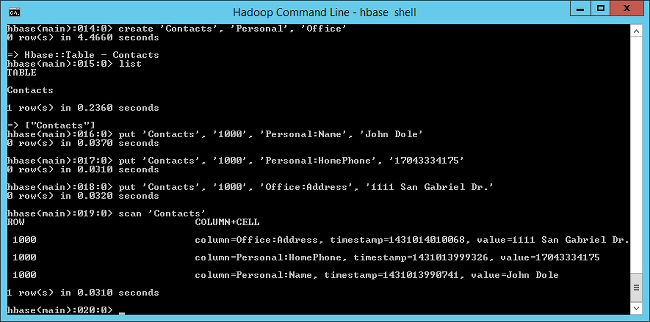 Hadoop Command Line - hbase shell
hbase(main):014:0> create 'Contacts', 'Personal', 'Office'
0 row(s) in 4.4660 seconds
=> Hbase::Table - Contacts
hbase(main):015:0> list
TABLE
Contacts
1 row(s) in 0.2360 seconds
=> ["Contacts"]
hbase(main):016:0> put 'Contacts', '1000', 'Personal:Name', 'John Dole'
0 row(s) in 0.0370 seconds
hbase(main):017:0> put 'Contacts', '1000', 'Personal:HomePhone', '17043334175'
0 row(s) in 0.0310 seconds
hbase(main):018:0> put 'Contacts', '1000', 'Office:Address', '1111 San Gabriel Dr.'
0 row(s) in 0.0320 seconds
hbase(main):019:0> scan 'Contacts'
ROW COLUMN+CELL
1000 column=Office:Address, timestamp=1431014010068, value=1111 San Gabriel Dr.
1000 column=Personal:HomePhone, timestamp=1431013999326, value=17043334175
1000 column=Personal:Name, timestamp=1431013990741, value=John Dole
1 row(s) in 0.0310 seconds
hbase(main):020:0> _